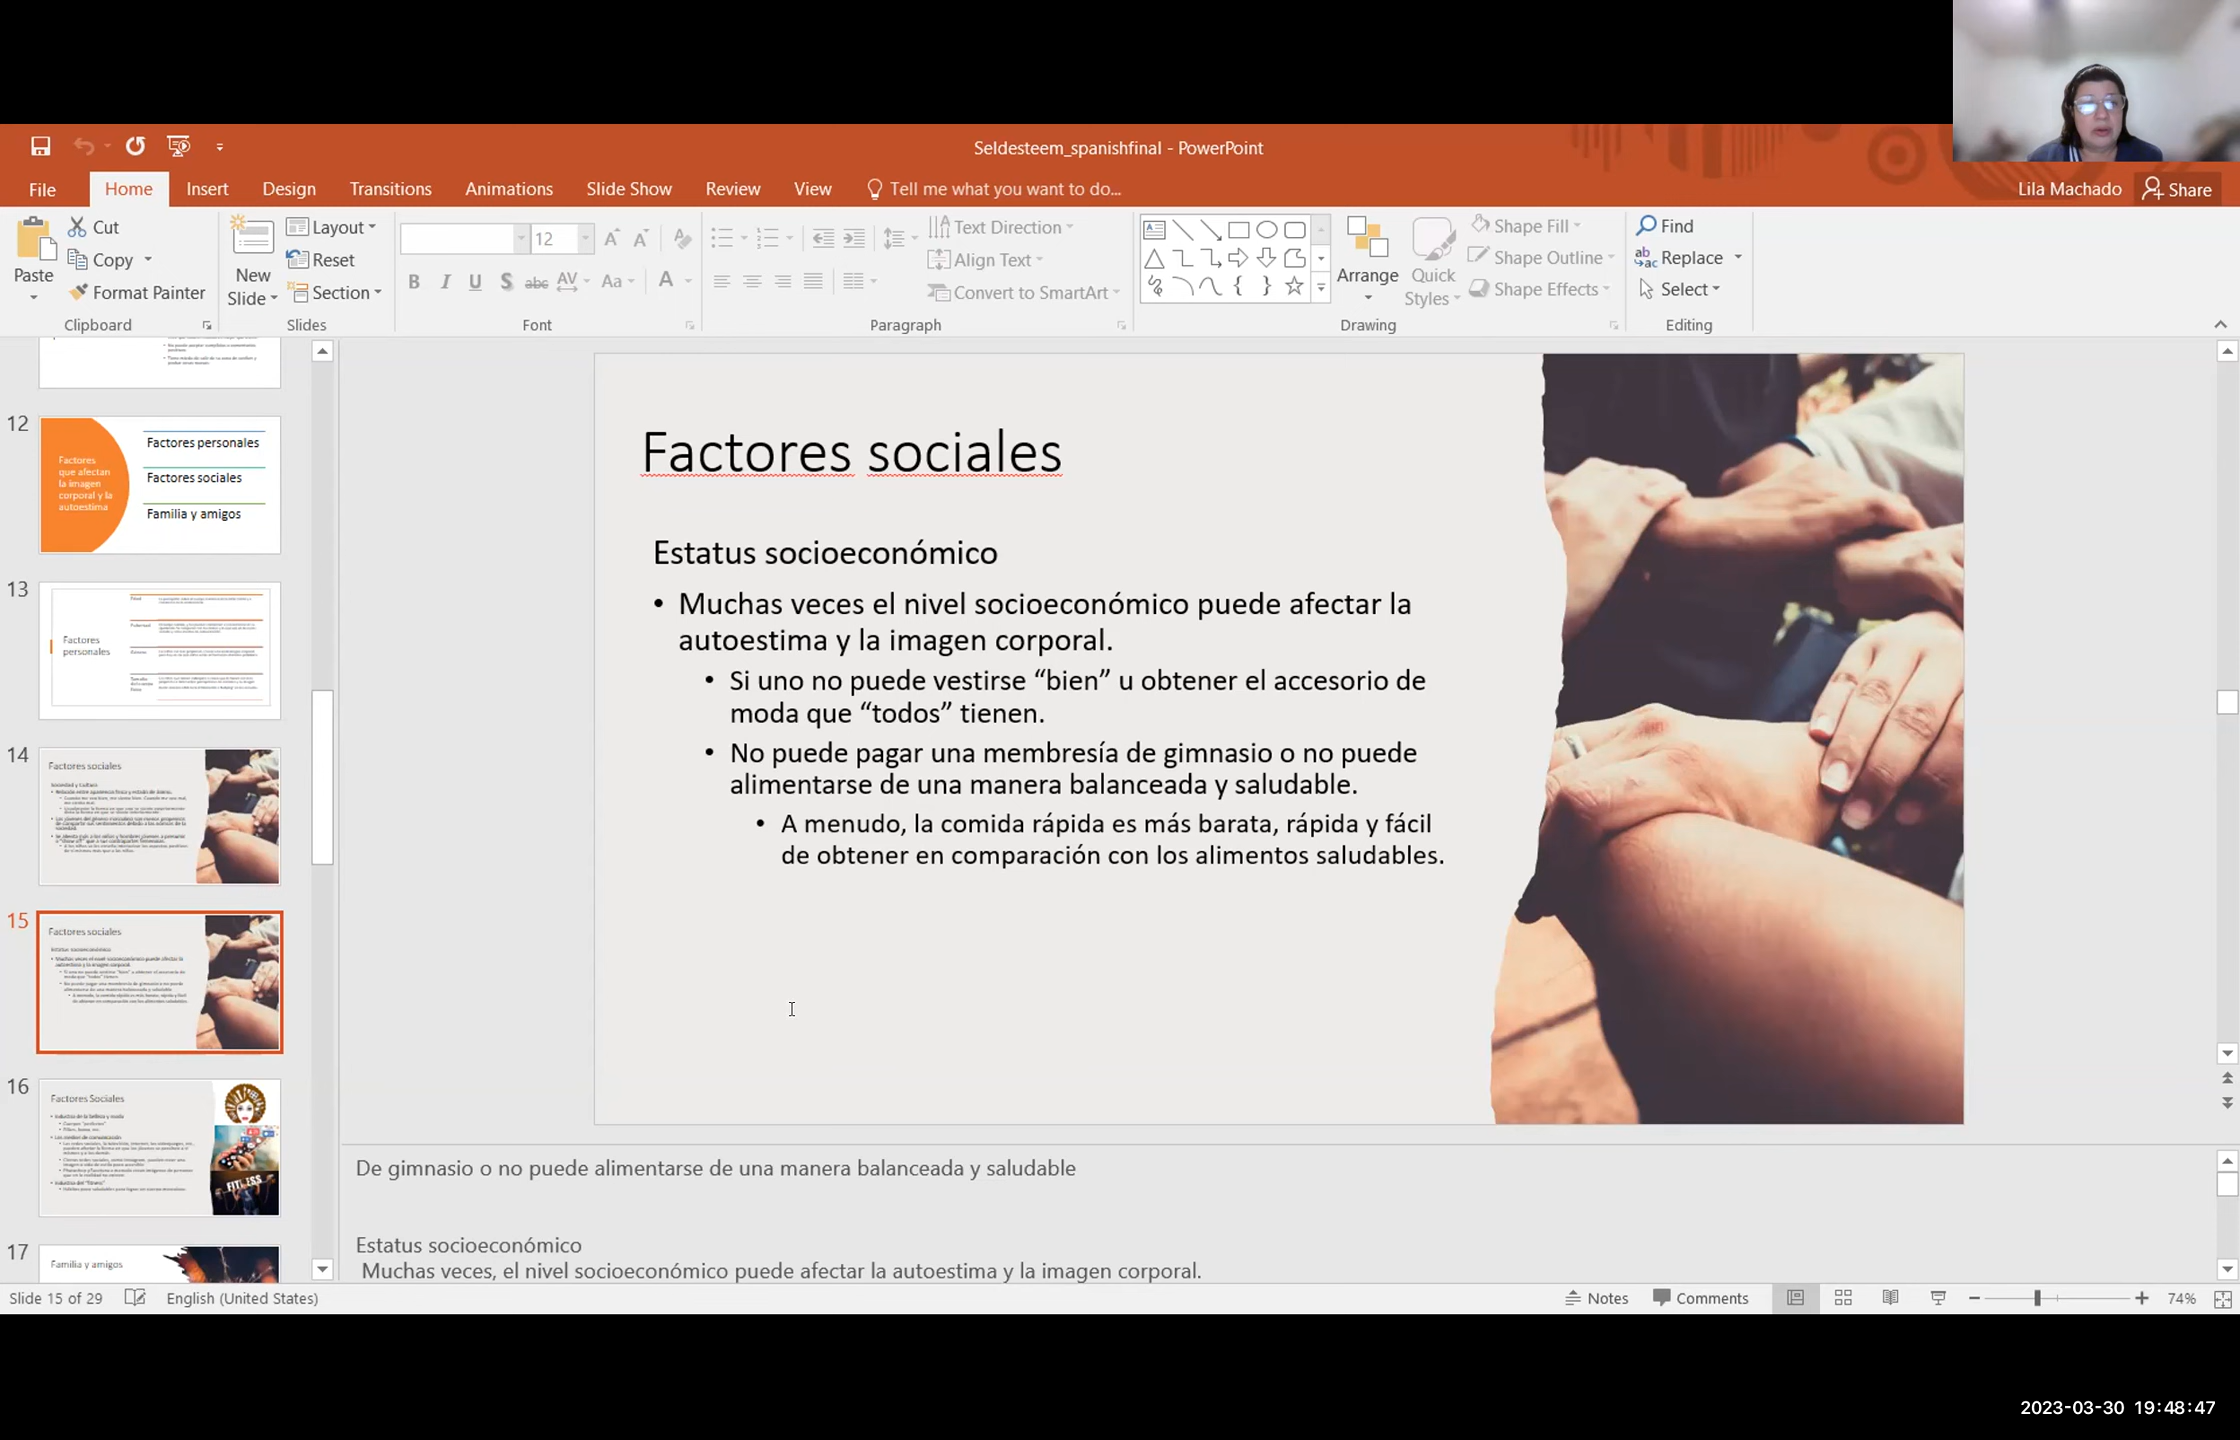 Seldesteem_spanishfinal - PowerPoint
File Home Insert Design Transitions Animations Slide Show Review View Tell me what you want to do...
Lila Machado Share
Paste
Cut
Copy
Format Painter
Clipboard
New
Slide
Layout
Reset
Section
Slides
12
B I U S abc AV Aa A
Font
Text Direction
Align Text
Convert to SmartArt
Paragraph
Arrange
Quick
Styles
Shape Fill
Shape Outline
Shape Effects
Drawing
Find
Replace
Select
Editing
12
Factores
que afectan
la imagen
corporal y la
autoestima
Factores personales
Factores sociales
Familia y amigos
13
Factores
personales
14
Factores sociales
15
Factores sociales
16
Factores Sociales
FITNESS
17
Familia y amigos
Factores sociales
Estatus socioeconómico
• Muchas veces el nivel socioeconómico puede afectar la
autoestima y la imagen corporal.
• Si uno no puede vestirse “bien” u obtener el accesorio de
moda que “todos” tienen.
• No puede pagar una membresía de gimnasio o no puede
alimentarse de una manera balanceada y saludable.
• A menudo, la comida rápida es más barata, rápida y fácil
de obtener en comparación con los alimentos saludables.
De gimnasio o no puede alimentarse de una manera balanceada y saludable
Estatus socioeconómico
Muchas veces, el nivel socioeconómico puede afectar la autoestima y la imagen corporal.
Slide 15 of 29 English (United States)
Notes Comments 74%
2023-03-30 19:48:47